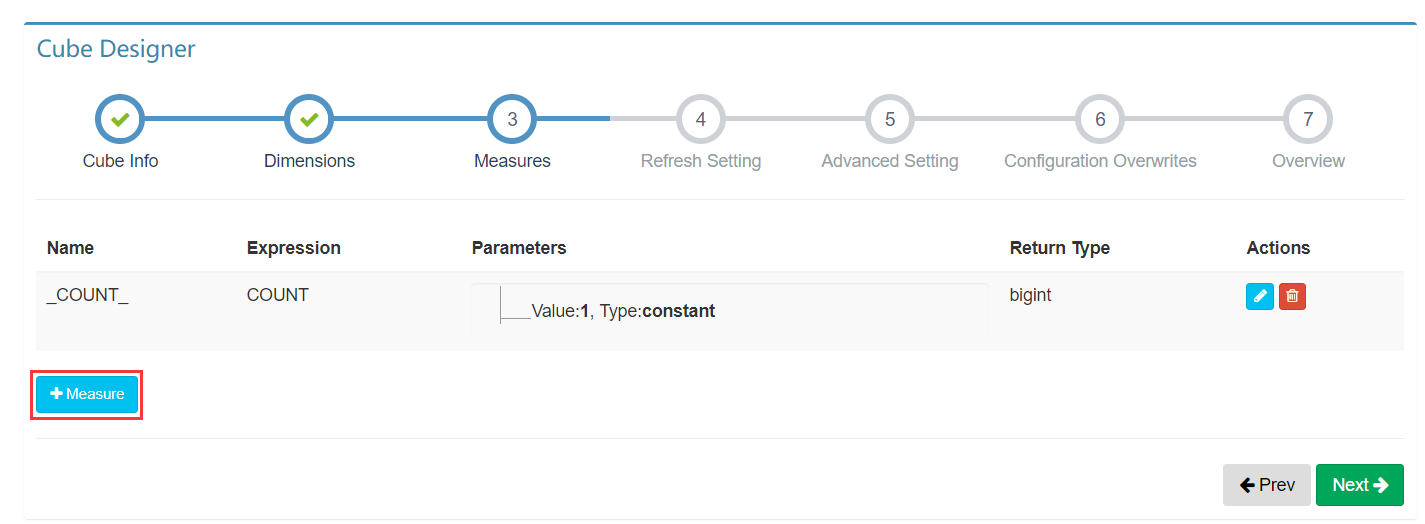 Cube Designer
3 4 5 6 7
Cube Info Dimensions Measures Refresh Setting Advanced Setting Configuration Overwrites Overview
Name Expression Parameters Return Type Actions
_COUNT_ COUNT Value:1, Type:constant bigint
Measure
Prev Next